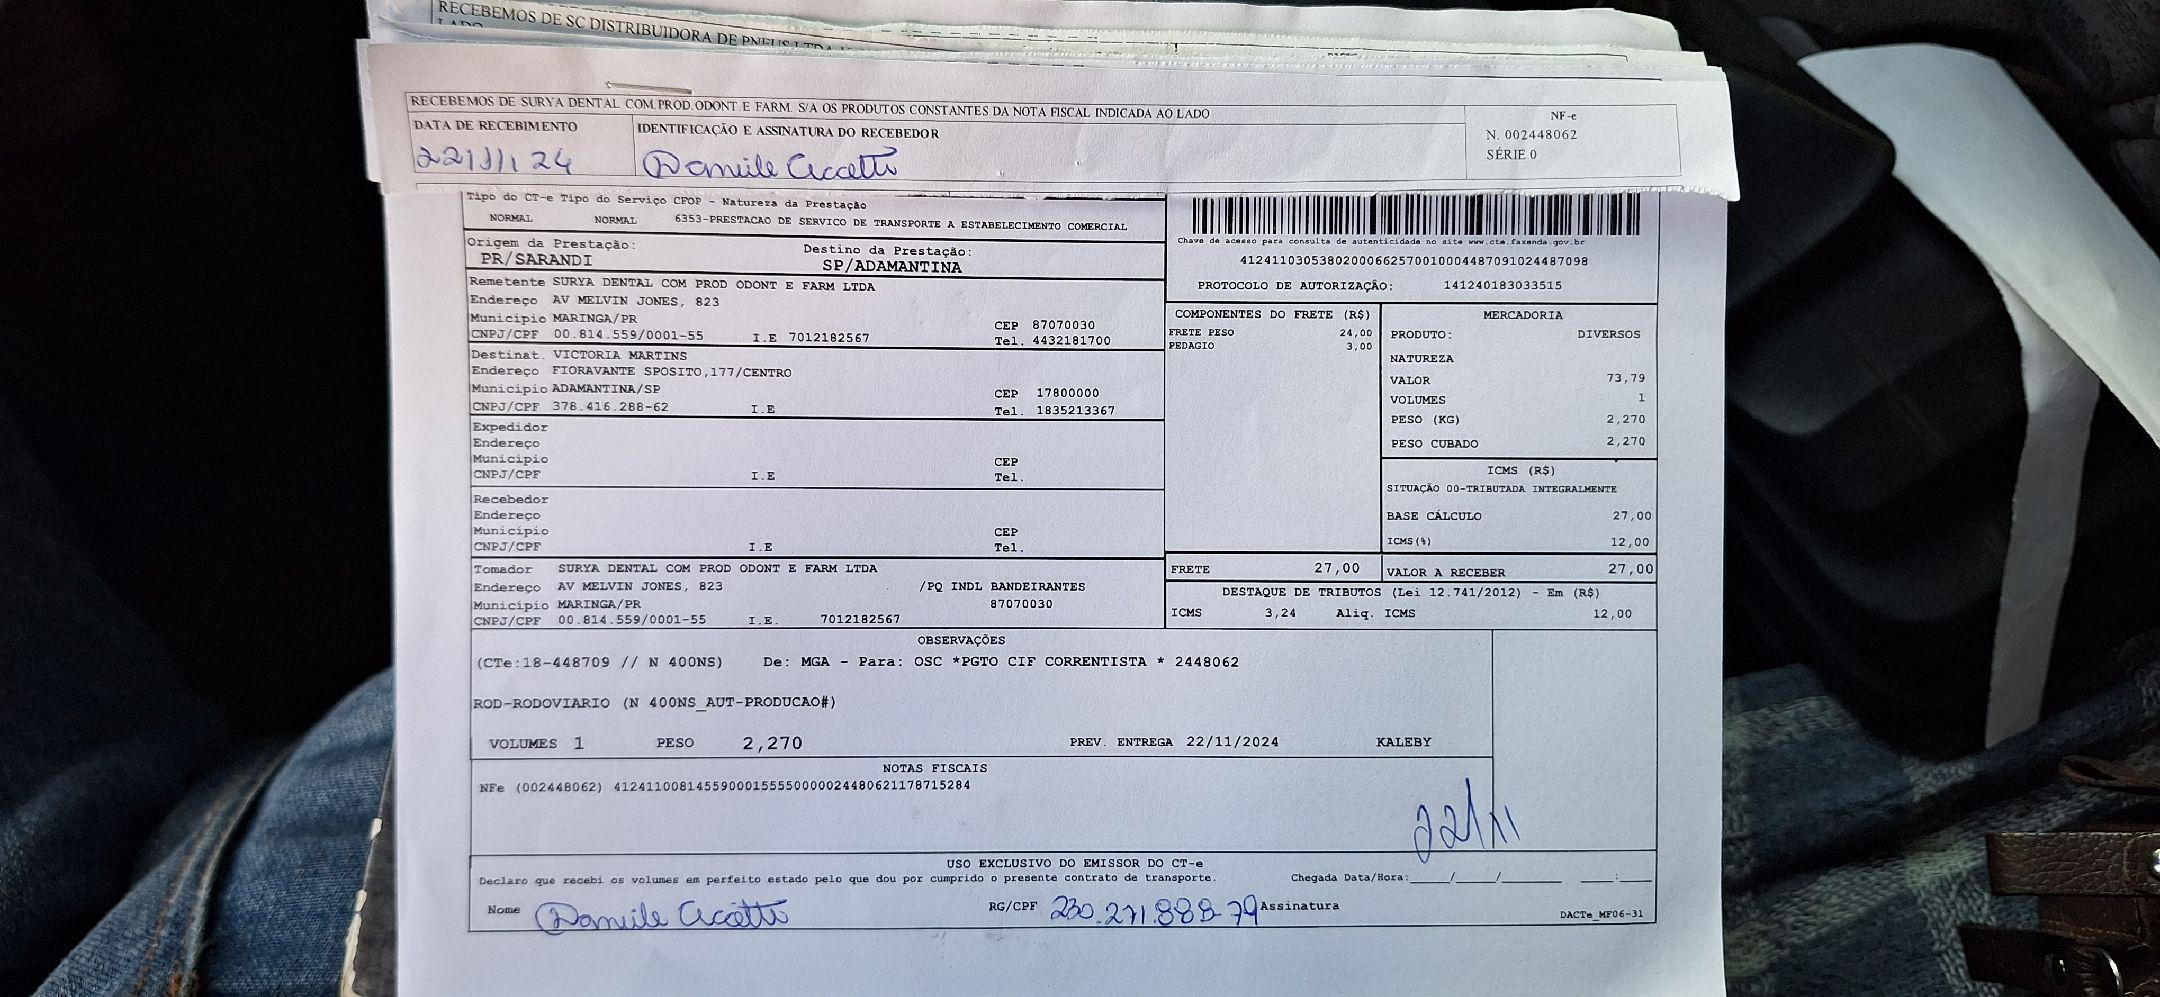 RECEBEMOS DE SC DISTRIBUIDORA DE PNEUS LTDA
RECEBEMOS DE SURYA DENTAL COM.PROD.ODONT.E FARM. S/A OS PRODUTOS CONSTANTES DA NOTA FISCAL INDICADA AO LADO
DATA DE RECEBIMENTO
22/11/24
IDENTIFICAÇÃO E ASSINATURA DO RECEBEDOR
NF-e
N. 002448062
SÉRIE 0
Tipo do CT-e Tipo do Serviço CFOP - Natureza da Prestação
NORMAL NORMAL 6353-PRESTACAO DE SERVICO DE TRANSPORTE A ESTABELECIMENTO COMERCIAL
Origem da Prestação: Destino da Prestação:
PR/SARANDI SP/ADAMANTINA
Chave de acesso para consulta de autenticidade no site www.cte.fazenda.gov.br
41241103053802000662570010004487091024487098
PROTOCOLO DE AUTORIZAÇÃO: 141240183033515
Remetente SURYA DENTAL COM PROD ODONT E FARM LTDA
Endereço AV MELVIN JONES, 823
Município MARINGA/PR CEP 87070030
CNPJ/CPF 00.814.559/0001-55 I.E 7012182567 Tel. 4432181700
Destinat. VICTORIA MARTINS
Endereço FIORAVANTE SPOSITO,177/CENTRO
Município ADAMANTINA/SP CEP 17800000
CNPJ/CPF 378.416.288-62 I.E Tel. 1835213367
Expedidor
Endereço
Município CEP
CNPJ/CPF I.E Tel.
Recebedor
Endereço
Município CEP
CNPJ/CPF I.E Tel.
Tomador SURYA DENTAL COM PROD ODONT E FARM LTDA
Endereço AV MELVIN JONES, 823 /PQ INDL BANDEIRANTES
Município MARINGA/PR 87070030
CNPJ/CPF 00.814.559/0001-55 I.E. 7012182567
COMPONENTES DO FRETE (R$)
FRETE PESO 24,00
PEDAGIO 3,00
MERCADORIA
PRODUTO: DIVERSOS
NATUREZA
VALOR 73,79
VOLUMES 1
PESO (KG) 2,270
PESO CUBADO 2,270
ICMS (R$)
SITUAÇÃO 00-TRIBUTADA INTEGRALMENTE
BASE CÁLCULO 27,00
ICMS(%) 12,00
FRETE 27,00 VALOR A RECEBER 27,00
DESTAQUE DE TRIBUTOS (Lei 12.741/2012) - Em (R$)
ICMS 3,24 Aliq. ICMS 12,00
OBSERVAÇÕES
(CTe:18-448709 // N 400NS) De: MGA - Para: OSC *PGTO CIF CORRENTISTA * 2448062
ROD-RODOVIARIO (N 400NS_AUT-PRODUCAO#)
VOLUMES 1 PESO 2,270 PREV. ENTREGA 22/11/2024 KALEBY
NOTAS FISCAIS
NFe (002448062) 41241100814559000155550000024480621178715284
22/11
USO EXCLUSIVO DO EMISSOR DO CT-e
Declaro que recebi os volumes em perfeito estado pelo que dou por cumprido o presente contrato de transporte. Chegada Data/Hora:____/____/______ ___:___
Nome RG/CPF 230.271.888-79 Assinatura
DACTe_MF06-31